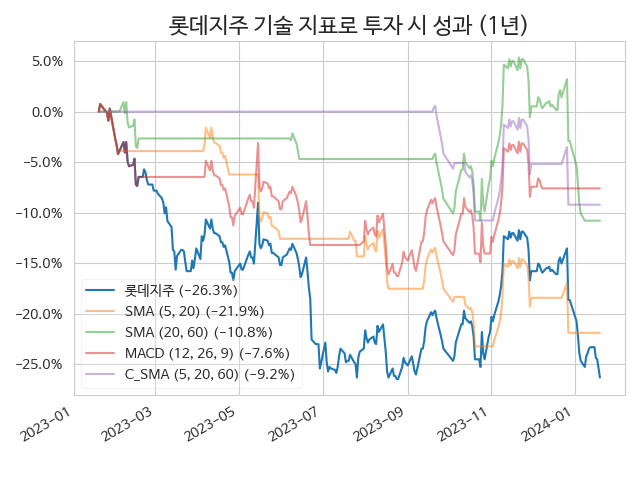 롯데지주 기술 지표로 투자 시 성과 (1년)
5.0%
0.0%
−5.0%
−10.0%
−15.0%
−20.0%
−25.0%
롯데지주 (−26.3%)
SMA (5, 20) (−21.9%)
SMA (20, 60) (−10.8%)
MACD (12, 26, 9) (−7.6%)
C_SMA (5, 20, 60) (−9.2%)
2023-01
2023-03
2023-05
2023-07
2023-09
2023-11
2024-01